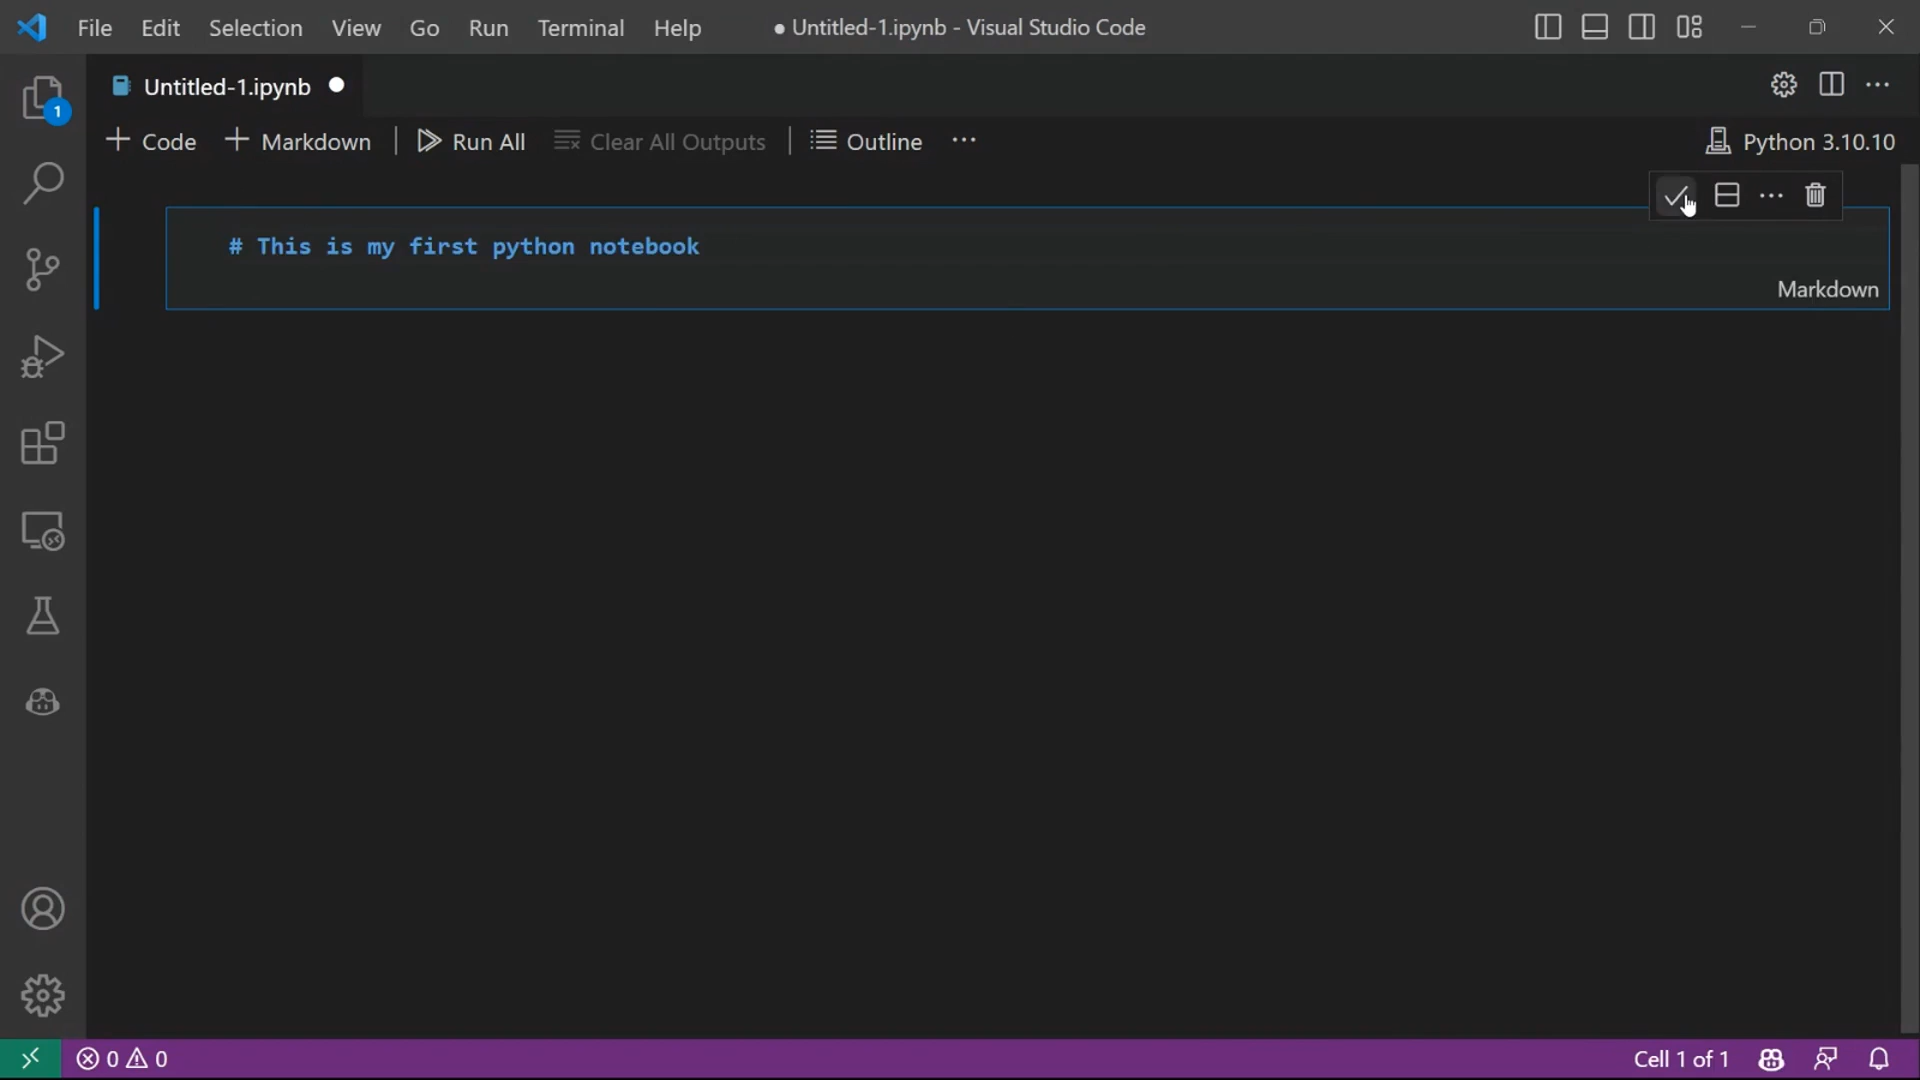 File Edit Selection View Go Run Terminal Help ● Untitled-1.ipynb - Visual Studio Code
1
Untitled-1.ipynb
Code Markdown Run All Clear All Outputs Outline ··· Python 3.10.10
# This is my first python notebook
Markdown
0 0 Cell 1 of 1